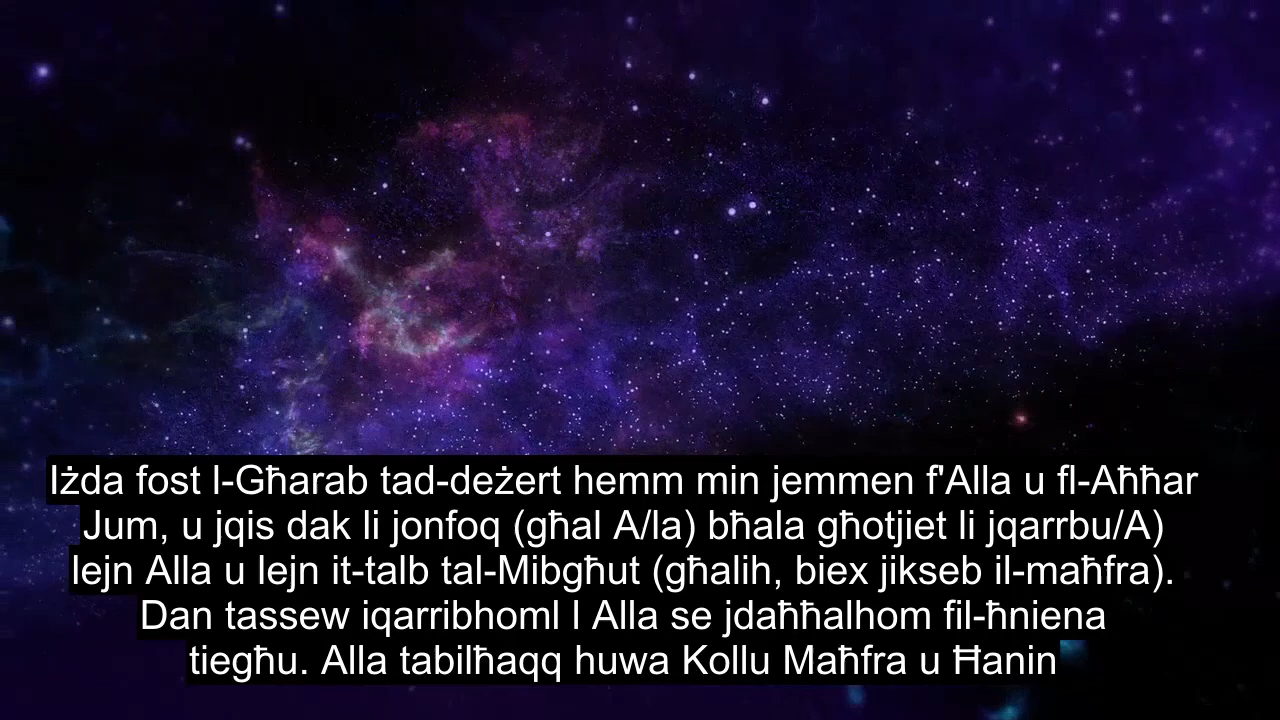 Iżda fost l-Għarab tad-deżert hemm min jemmen f'Alla u fl-Aħħar
Jum, u jqis dak li jonfoq (għal A/la) bħala għotjiet li jqarrbu/A)
lejn Alla u lejn it-talb tal-Mibgħut (għalih, biex jikseb il-maħfra).
Dan tassew iqarribhoml l Alla se jdaħħalhom fil-ħniena
tiegħu. Alla tabilħaqq huwa Kollu Maħfra u Ħanin